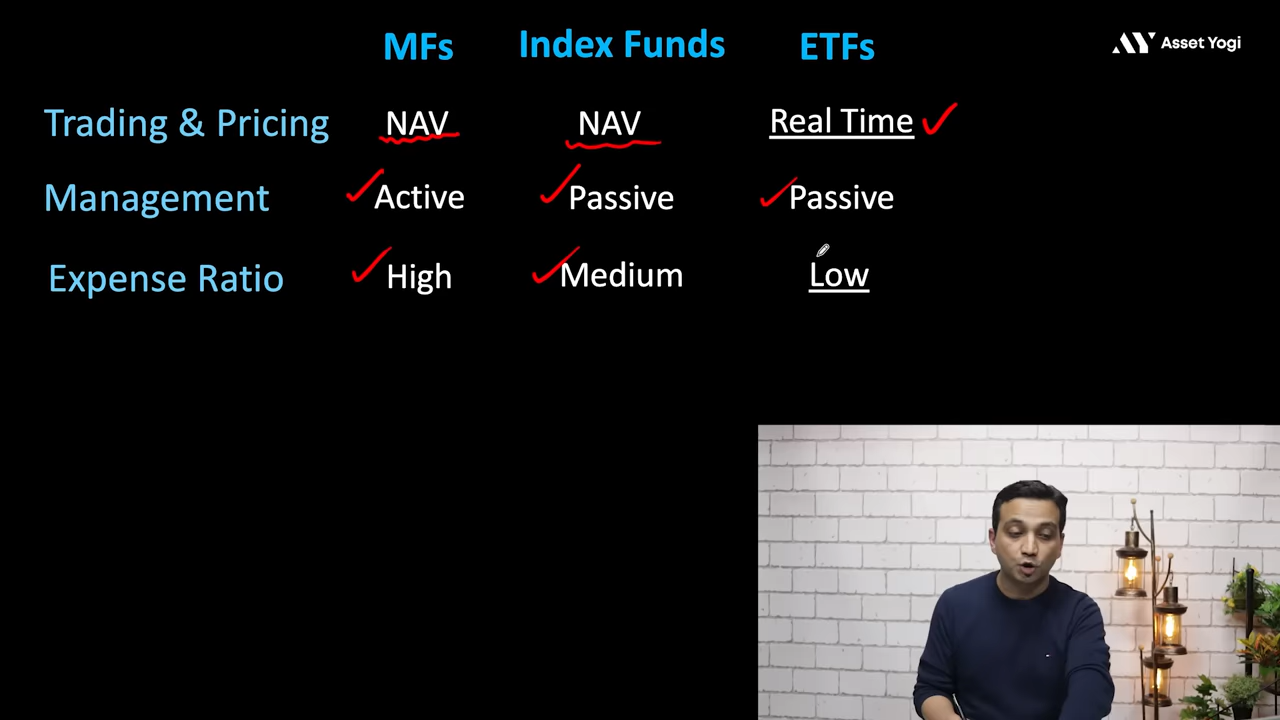 MFs Index Funds ETFs
Asset Yogi
Trading & Pricing NAV NAV Real Time
Management Active Passive Passive
Expense Ratio High Medium Low